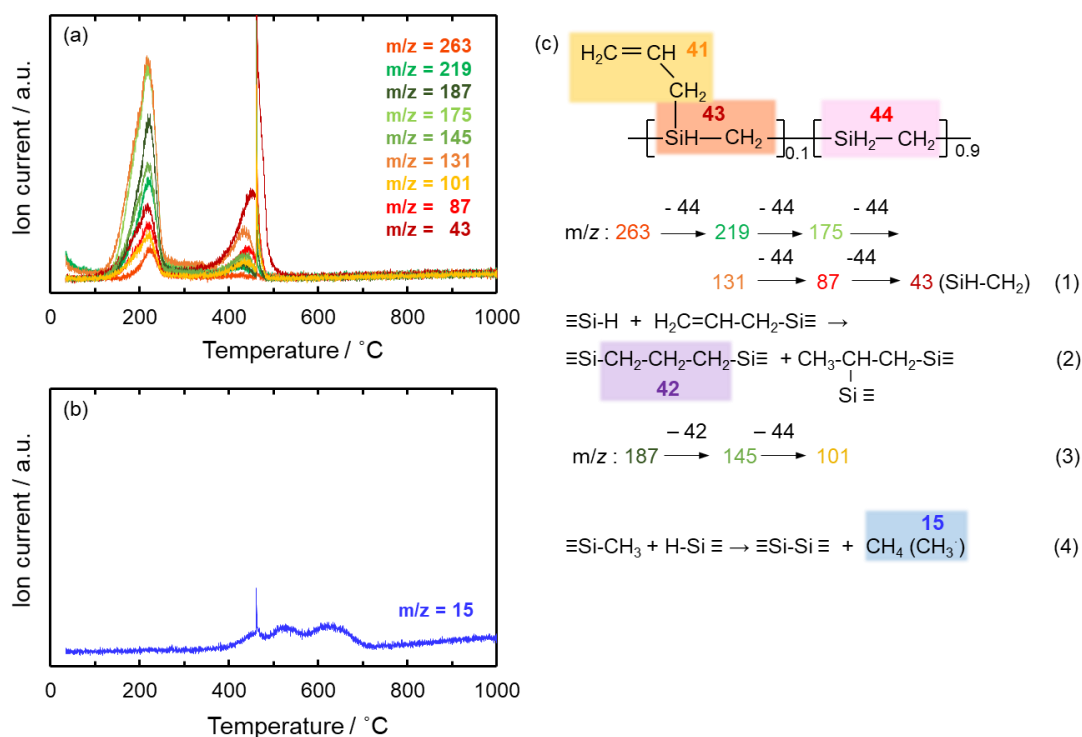 (a)
m/z = 263
m/z = 219
m/z = 187
m/z = 175
m/z = 145
m/z = 131
m/z = 101
m/z = 87
m/z = 43
Ion current / a.u.
0 200 400 600 800 1000
Temperature / ˚C
(b)
m/z = 15
Ion current / a.u.
0 200 400 600 800 1000
Temperature / ˚C
(c)
H₂C=CH 41
CH₂
43 44
SiH—CH₂ 0.1 SiH₂—CH₂ 0.9
- 44 - 44 - 44
m/z : 263 → 219 → 175 →
- 44 -44
131 → 87 → 43 (SiH-CH₂) (1)
≡Si-H + H₂C=CH-CH₂-Si≡ →
≡Si-CH₂-CH₂-CH₂-Si≡ + CH₃-CH-CH₂-Si≡ (2)
42 Si ≡
– 42 – 44
m/z : 187 → 145 → 101 (3)
15
≡Si-CH₃ + H-Si ≡ → ≡Si-Si ≡ + CH₄ (CH₃˙) (4)